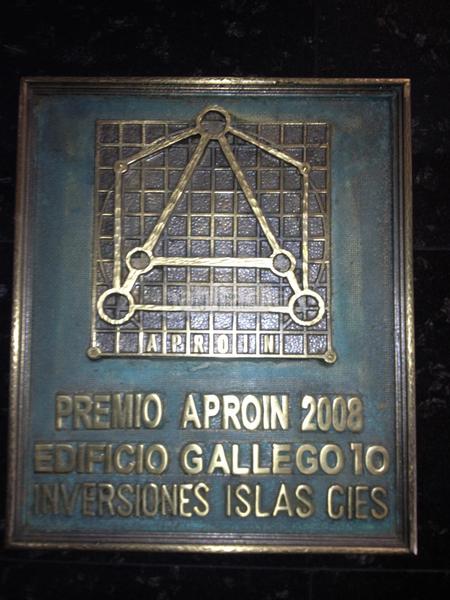 APROIN
PREMIO APROIN 2008
EDIFICIO GALLEGO 10
INVERSIONES ISLAS CIES